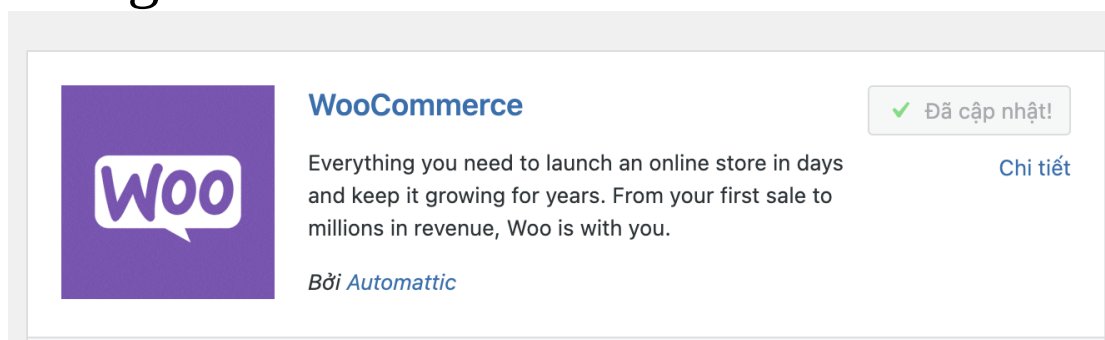 WooCommerce
Đã cập nhật!
Woo
Everything you need to launch an online store in days
Chi tiết
and keep it growing for years. From your first sale to
millions in revenue, Woo is with you.
Bởi Automattic